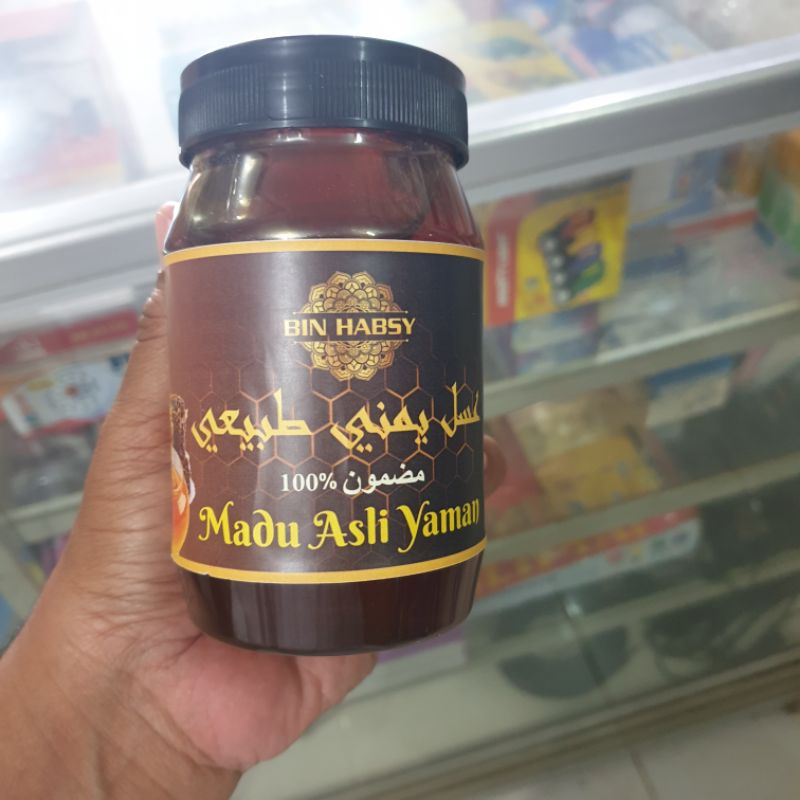 BIN HABSY
عسل يمني طبيعي
مضمون 100%
Madu Asli Yaman